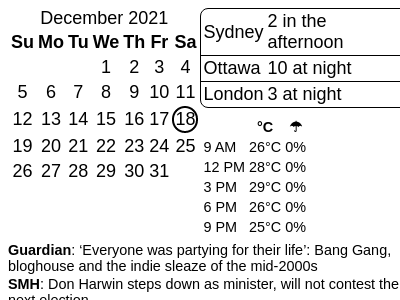 December 2021
Su Mo Tu We Th Fr Sa
1 2 3 4
5 6 7 8 9 10 11
12 13 14 15 16 17 18
19 20 21 22 23 24 25
26 27 28 29 30 31
Sydney 2 in the
afternoon
Ottawa 10 at night
London 3 at night
°C ☂
9 AM 26°C 0%
12 PM 28°C 0%
3 PM 29°C 0%
6 PM 26°C 0%
9 PM 25°C 0%
Guardian: ‘Everyone was partying for their life’: Bang Gang,
bloghouse and the indie sleaze of the mid-2000s
SMH: Don Harwin steps down as minister, will not contest the
next election